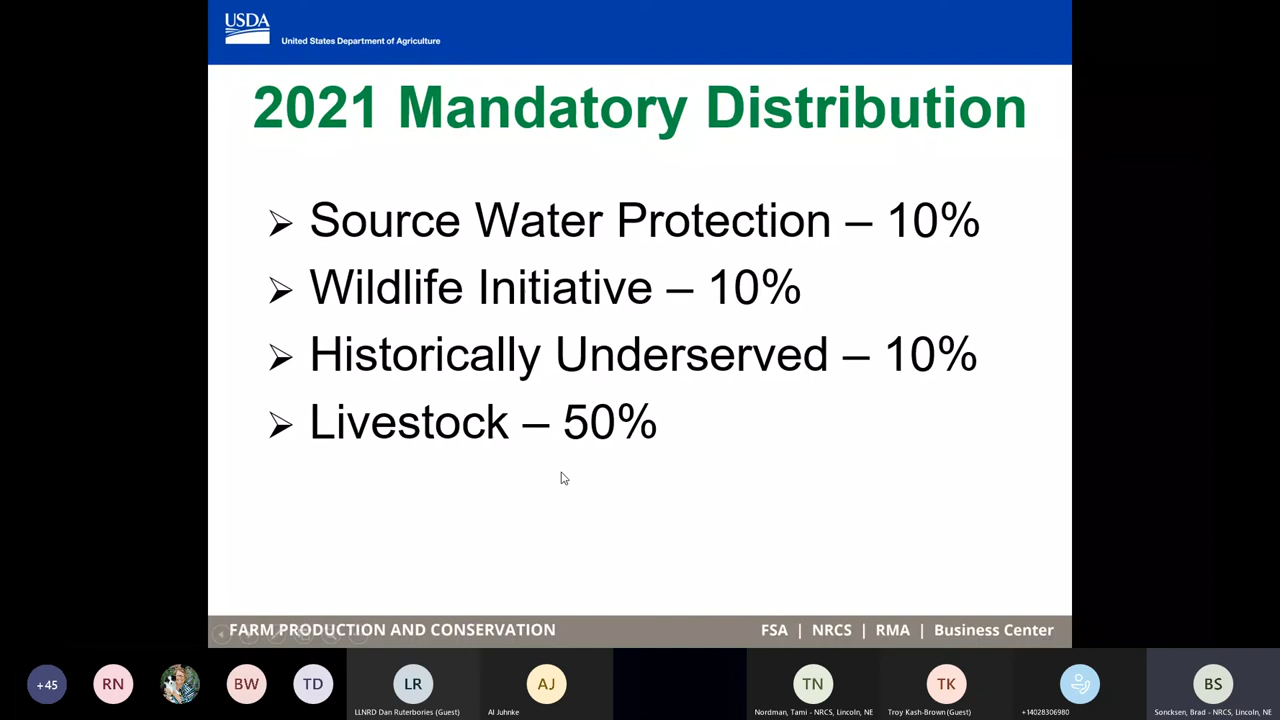 USDA
United States Department of Agriculture
2021 Mandatory Distribution
➢ Source Water Protection – 10%
➢ Wildlife Initiative – 10%
➢ Historically Underserved – 10%
➢ Livestock – 50%
FARM PRODUCTION AND CONSERVATION
FSA | NRCS | RMA | Business Center
+45
RN
BW
TD
LR
AJ
TN
TK
BS
LLNRD Dan Ruterbories (Guest)
Al Juhnke
Nordman, Tami - NRCS, Lincoln, NE
Troy Kash-Brown (Guest)
+14028306980
Soncksen, Brad - NRCS, Lincoln, NE